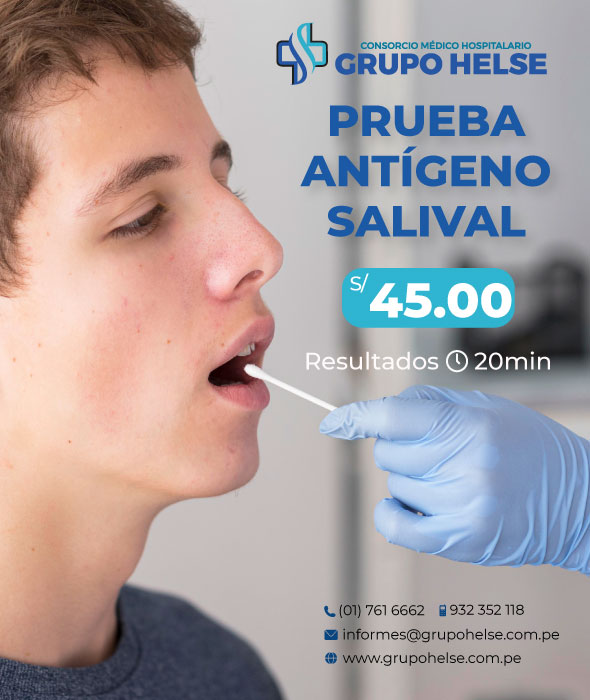 CONSORCIO MÉDICO HOSPITALARIO
GRUPO HELSE
PRUEBA
ANTÍGENO
SALIVAL
S/ 45.00
Resultados 20min
(01) 761 6662 932 352 118
informes@grupohelse.com.pe
www.grupohelse.com.pe